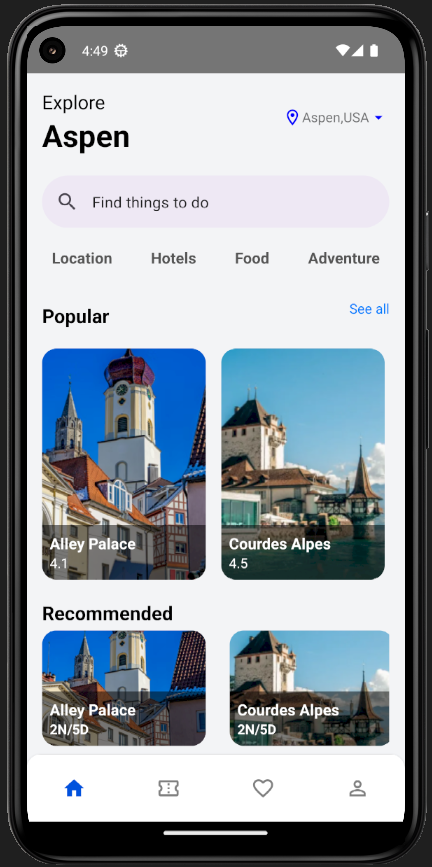 4:49
Explore
Aspen
Aspen,USA
Find things to do
Location Hotels Food Adventure
Popular
See all
Alley Palace
4.1
Courdes Alpes
4.5
Recommended
Alley Palace
2N/5D
Courdes Alpes
2N/5D